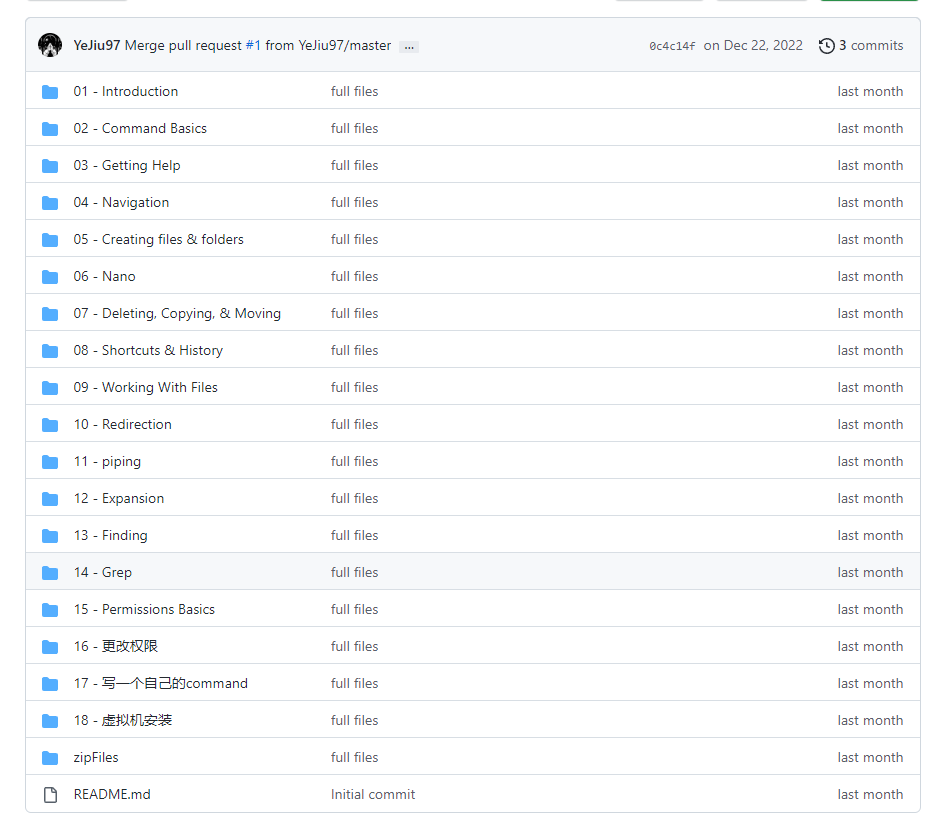 YeJiu97 Merge pull request #1 from YeJiu97/master ... 0c4c14f on Dec 22, 2022 3 commits
01 - Introduction full files last month
02 - Command Basics full files last month
03 - Getting Help full files last month
04 - Navigation full files last month
05 - Creating files & folders full files last month
06 - Nano full files last month
07 - Deleting, Copying, & Moving full files last month
08 - Shortcuts & History full files last month
09 - Working With Files full files last month
10 - Redirection full files last month
11 - piping full files last month
12 - Expansion full files last month
13 - Finding full files last month
14 - Grep full files last month
15 - Permissions Basics full files last month
16 - 更改权限 full files last month
17 - 写一个自己的command full files last month
18 - 虚拟机安装 full files last month
zipFiles full files last month
README.md Initial commit last month